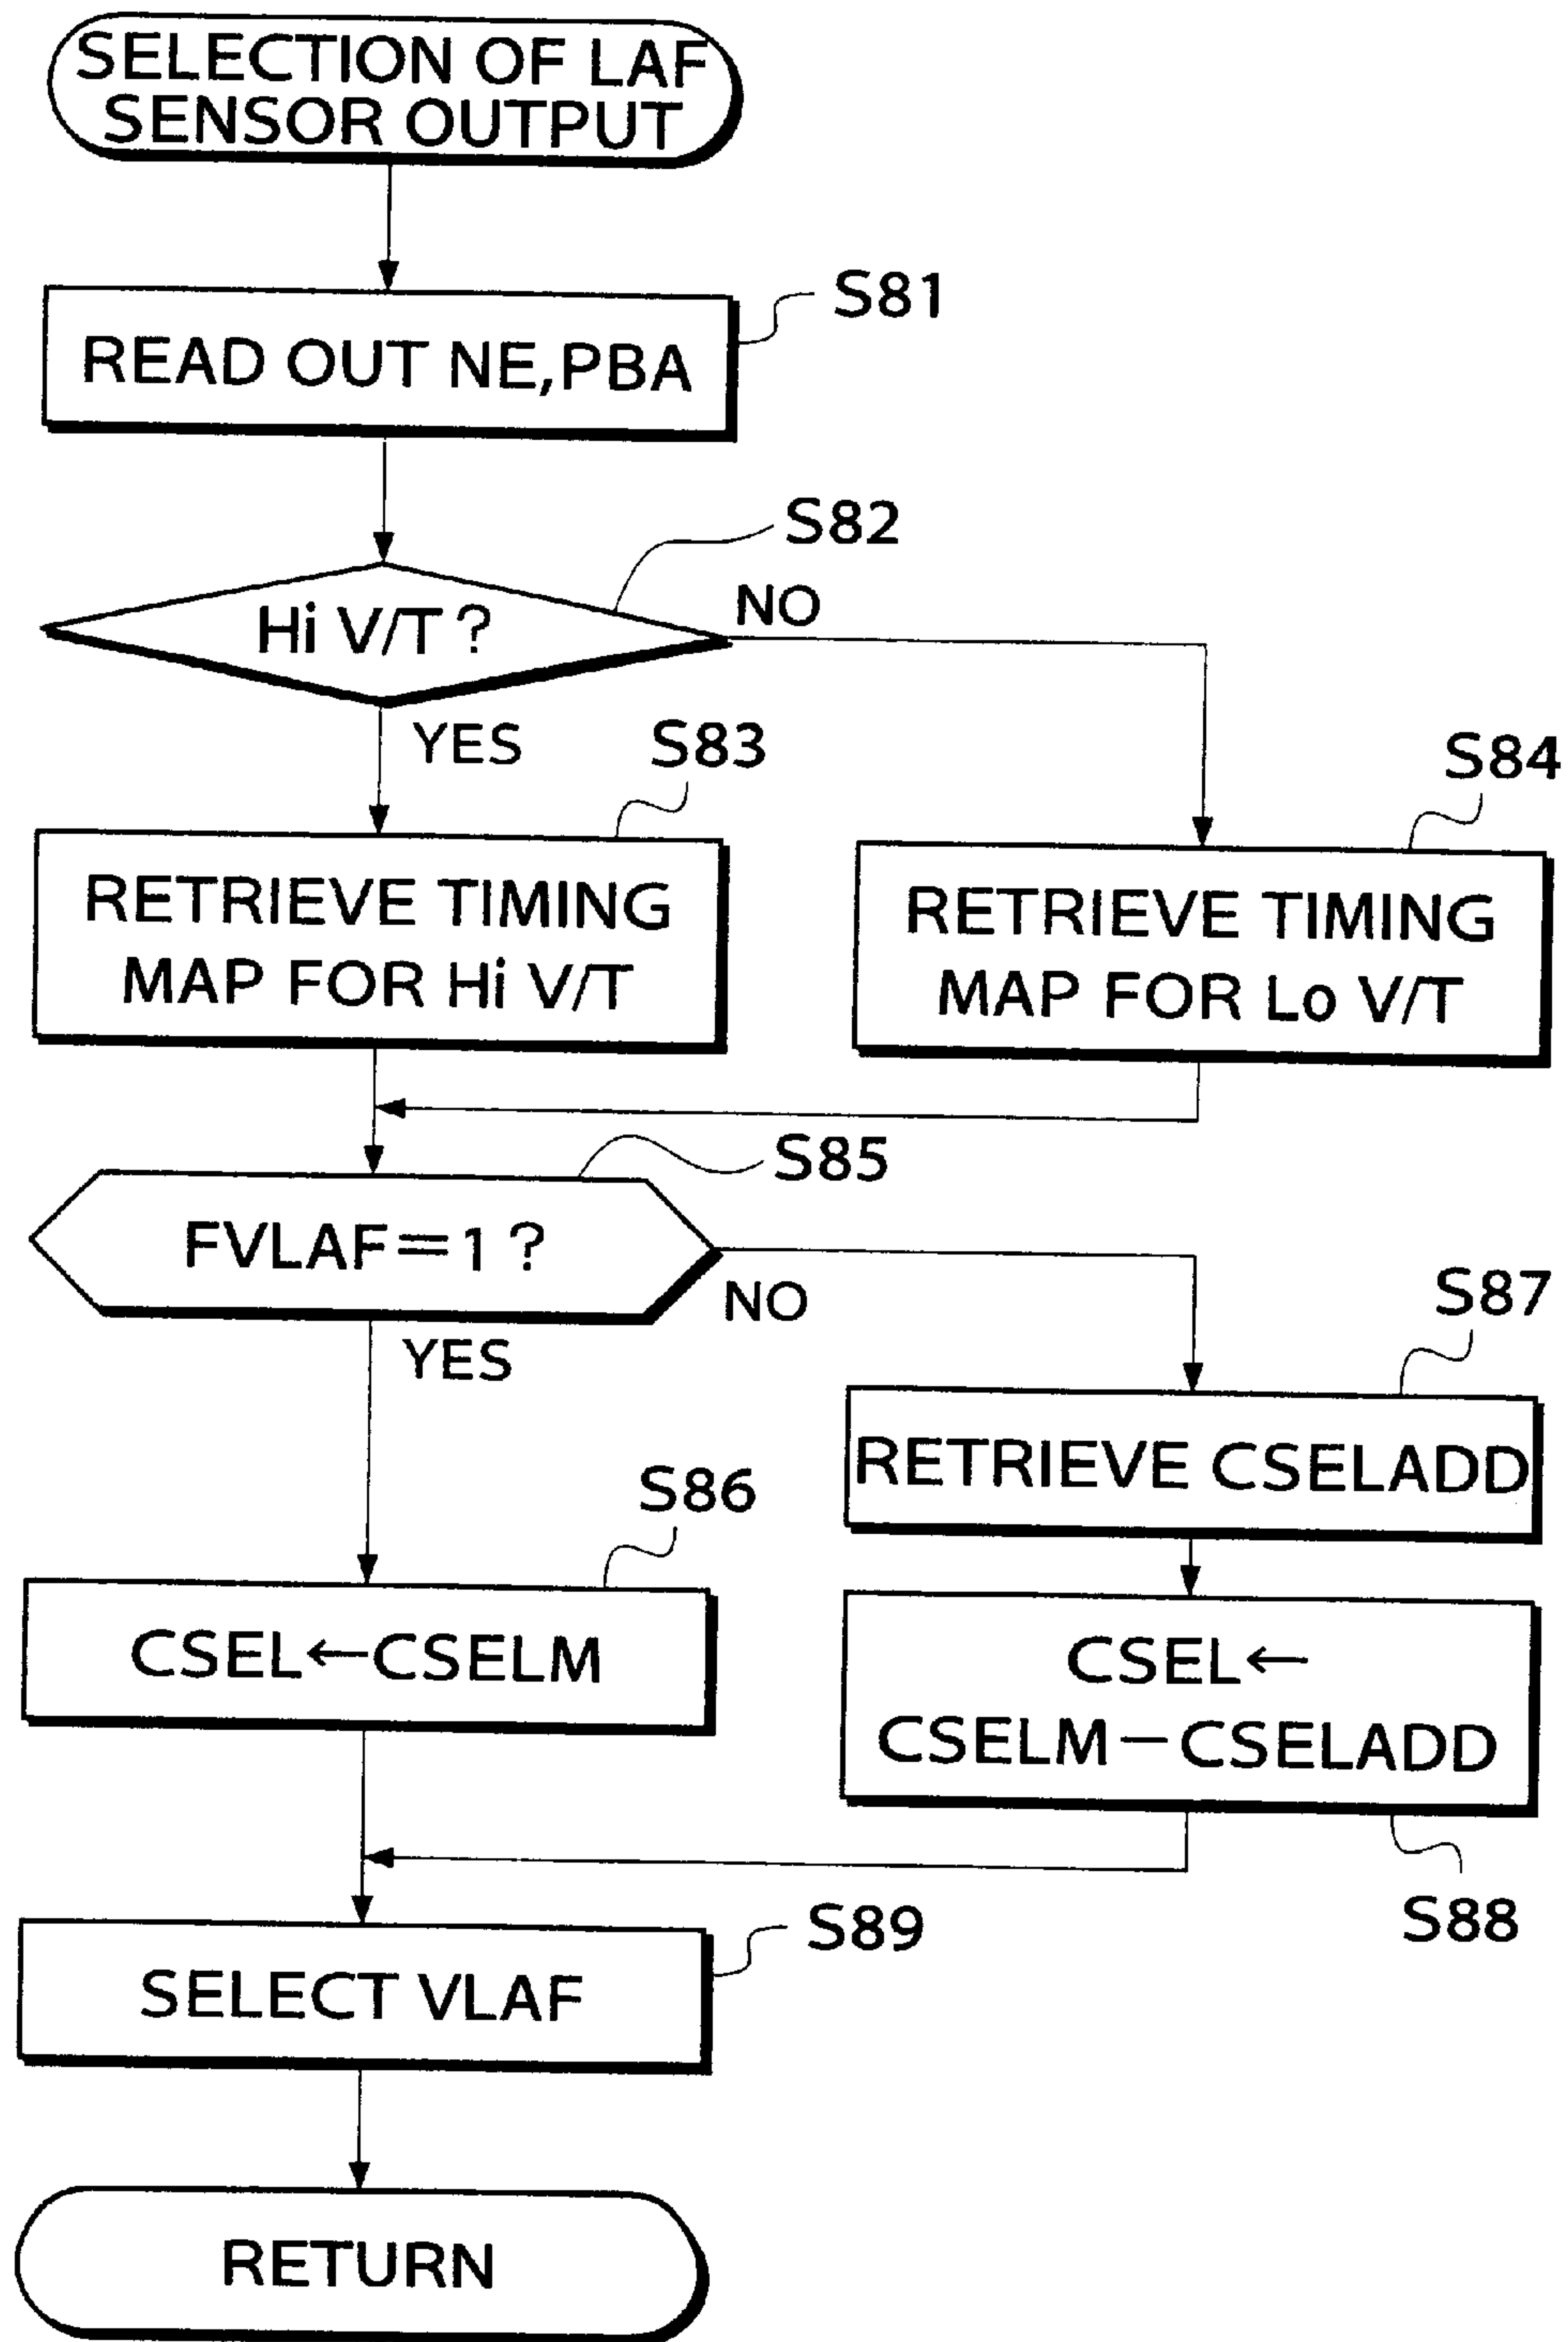 SELECTION OF LAF
SENSOR OUTPUT
S81
READ OUT NE,PBA
S82
Hi V/T ?
NO
YES
S83
S84
RETRIEVE TIMING
MAP FOR Hi V/T
RETRIEVE TIMING
MAP FOR Lo V/T
S85
FVLAF=1 ?
NO
YES
S87
RETRIEVE CSELADD
S86
CSEL←CSELM
CSEL←
CSELM−CSELADD
S88
S89
SELECT VLAF
RETURN